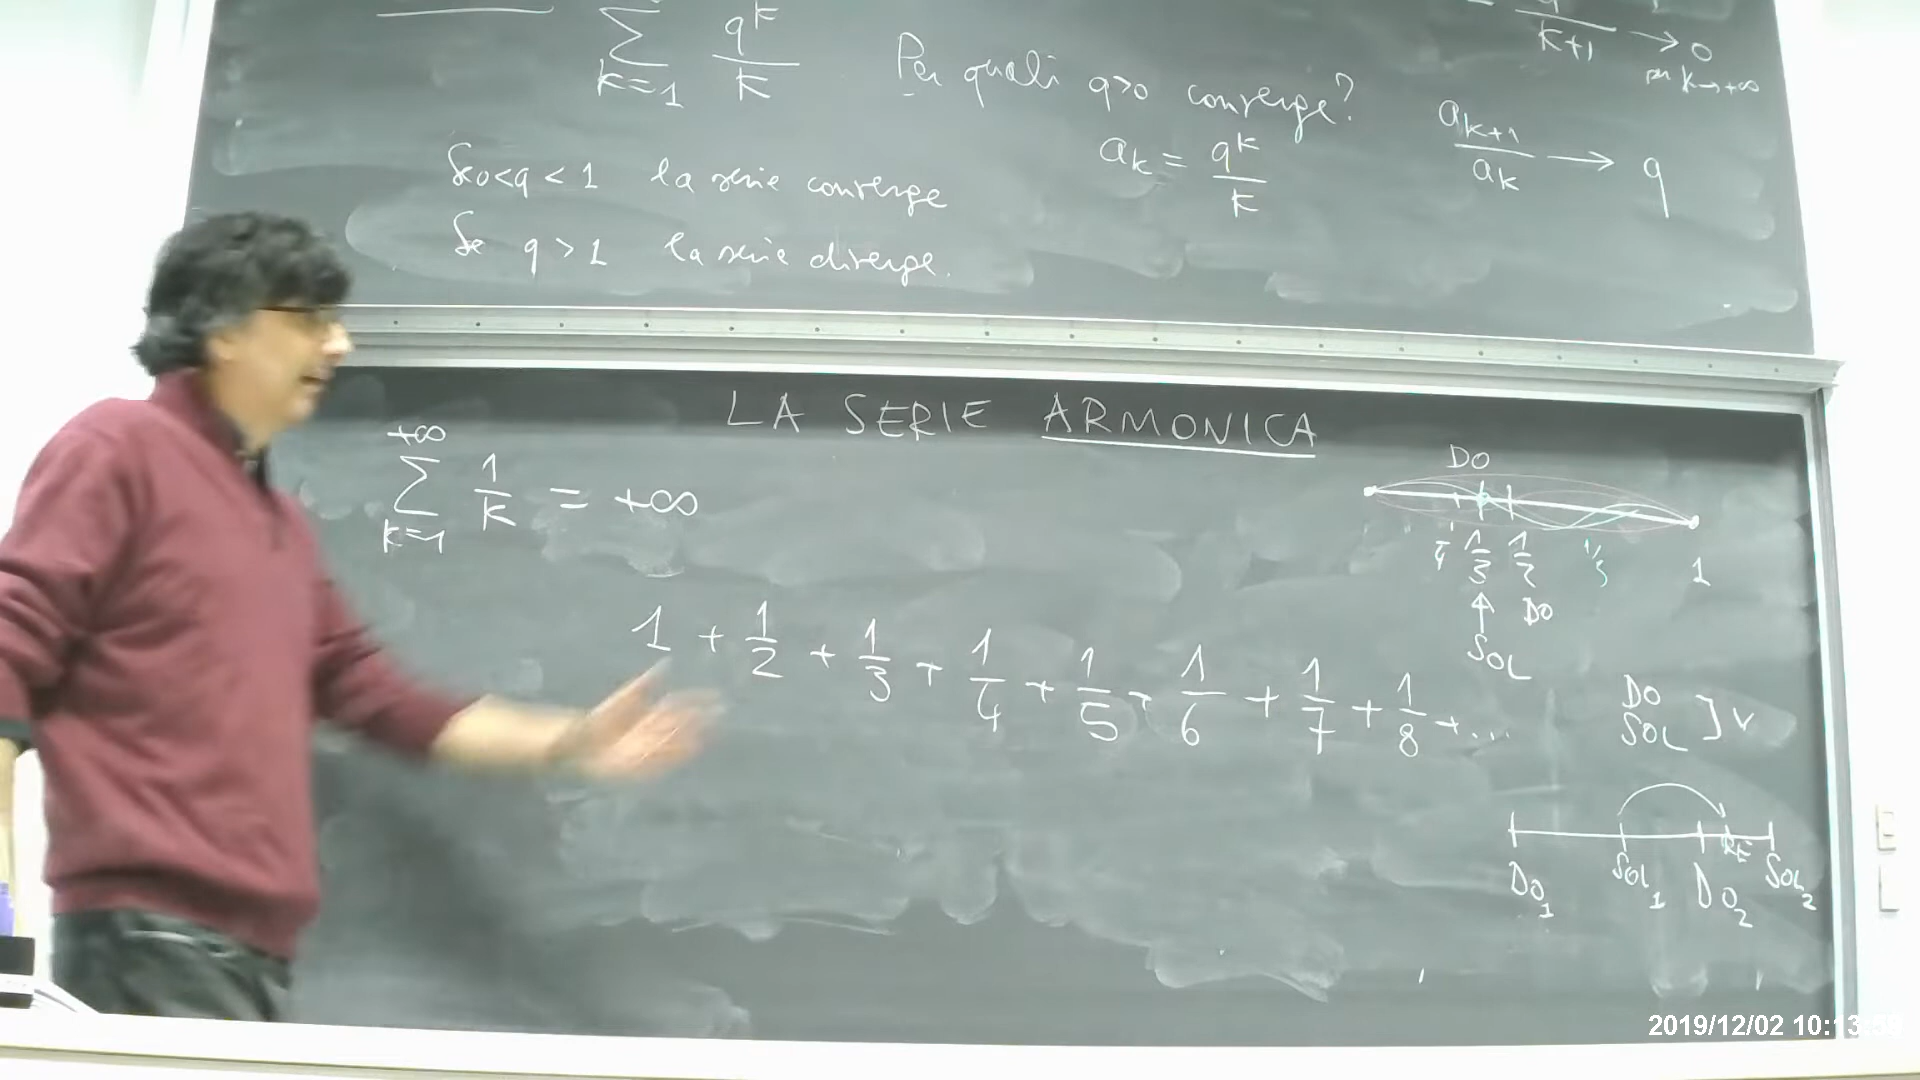 ∑ k=1 q^k/k Per quali q>0 converge?
k+1 → 0
per k→+∞
a_k = q^k/k
a_{k+1}/a_k → q
Se 0<q<1 la serie converge
Se q>1 la serie diverge.
LA SERIE ARMONICA
+∞ ∑ k=1 1/k = +∞
DO
1/3 1/2 1/5 1
SOL DO
1 + 1/2 + 1/3 + 1/4 + 1/5 + 1/6 + 1/7 + 1/8 + ...
DO
SOL ] V
DO_1 SOL_1 DO_2 RE SOL_2
2019/12/02 10:13: